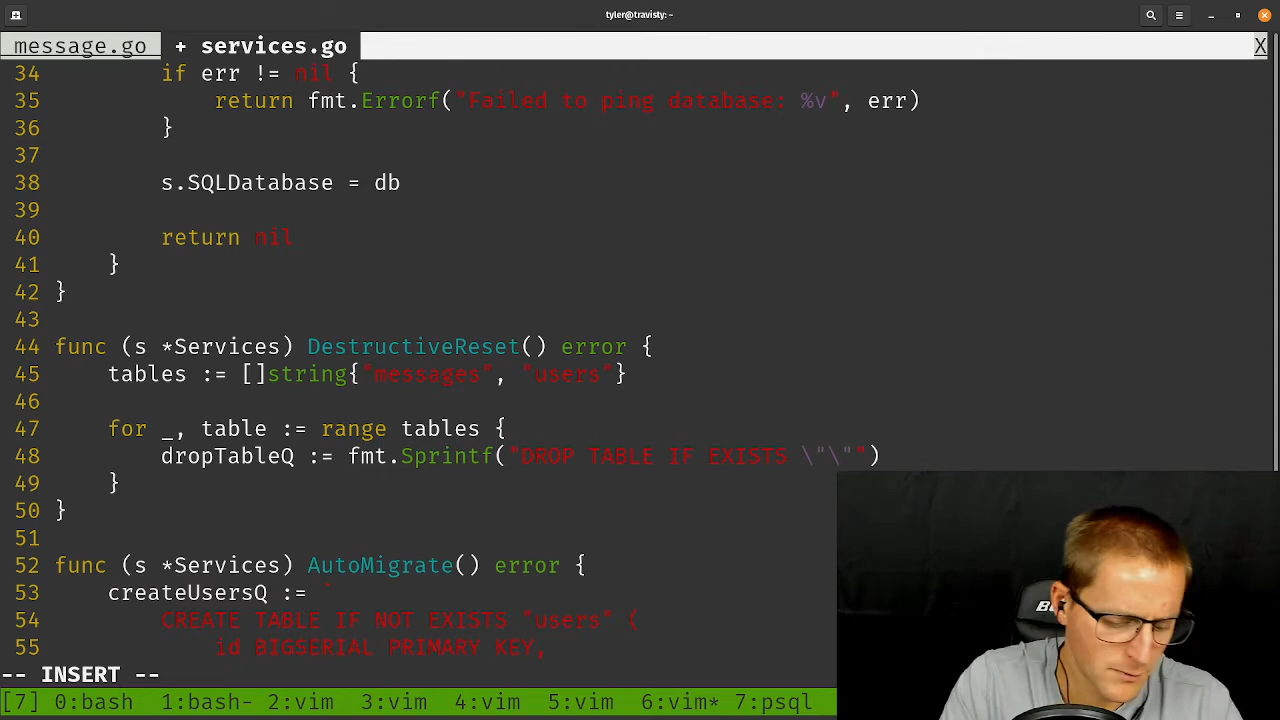 tyler@travisty:~
message.go + services.go X
34 if err != nil {
35 return fmt.Errorf("Failed to ping database: %v", err)
36 }
37
38 s.SQLDatabase = db
39
40 return nil
41 }
42 }
43
44 func (s *Services) DestructiveReset() error {
45 tables := []string{"messages", "users"}
46
47 for _, table := range tables {
48 dropTableQ := fmt.Sprintf("DROP TABLE IF EXISTS \"\"")
49 }
50 }
51
52 func (s *Services) AutoMigrate() error {
53 createUsersQ := `
54 CREATE TABLE IF NOT EXISTS "users" (
55 id BIGSERIAL PRIMARY KEY,
-- INSERT --
[7] 0:bash 1:bash- 2:vim 3:vim 4:vim 5:vim 6:vim* 7:psql